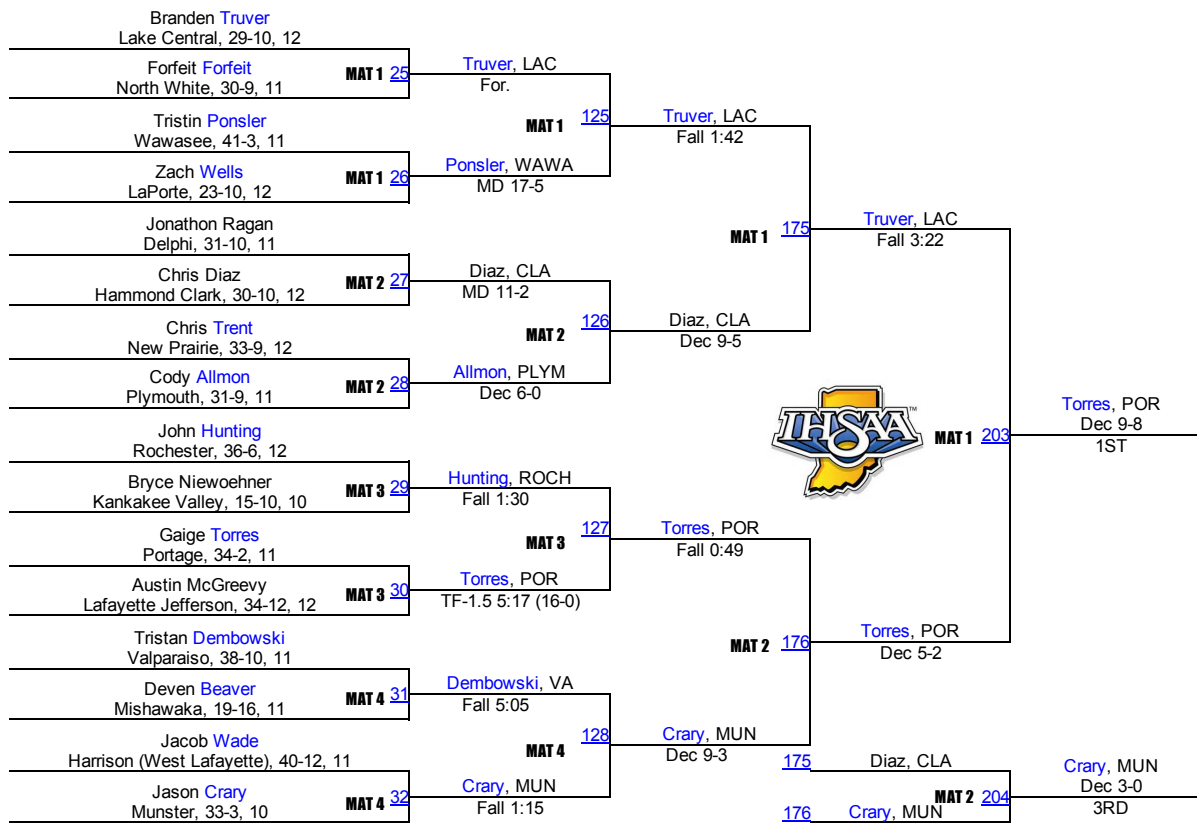 Branden Truver
Lake Central, 29-10, 12
Forfeit Forfeit
North White, 30-9, 11
MAT 1 25
Tristin Ponsler
Wawasee, 41-3, 11
Zach Wells
LaPorte, 23-10, 12
MAT 1 26
Jonathon Ragan
Delphi, 31-10, 11
Chris Diaz
Hammond Clark, 30-10, 12
MAT 2 27
Chris Trent
New Prairie, 33-9, 12
Cody Allmon
Plymouth, 31-9, 11
MAT 2 28
John Hunting
Rochester, 36-6, 12
Bryce Niewoehner
Kankakee Valley, 15-10, 10
MAT 3 29
Gaige Torres
Portage, 34-2, 11
Austin McGreevy
Lafayette Jefferson, 34-12, 12
MAT 3 30
Tristan Dembowski
Valparaiso, 38-10, 11
Deven Beaver
Mishawaka, 19-16, 11
MAT 4 31
Jacob Wade
Harrison (West Lafayette), 40-12, 11
Jason Crary
Munster, 33-3, 10
MAT 4 32
Truver, LAC
For.
MAT 1 125
Ponsler, WAWA
MD 17-5
Diaz, CLA
MD 11-2
MAT 2 126
Allmon, PLYM
Dec 6-0
Hunting, ROCH
Fall 1:30
MAT 3 127
Torres, POR
TF-1.5 5:17 (16-0)
Dembowski, VA
Fall 5:05
MAT 4 128
Crary, MUN
Fall 1:15
Truver, LAC
Fall 1:42
MAT 1 175
Diaz, CLA
Dec 9-5
Torres, POR
Fall 0:49
MAT 2 176
Crary, MUN
Dec 9-3
Truver, LAC
Fall 3:22
IHSAA™
MAT 1 203
Torres, POR
Dec 5-2
Torres, POR
Dec 9-8
1ST
175 Diaz, CLA
MAT 2 204
176 Crary, MUN
Crary, MUN
Dec 3-0
3RD